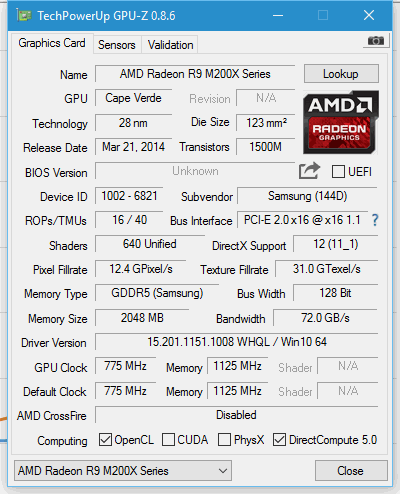 TechPowerUp GPU-Z 0.8.6
Graphics Card Sensors Validation
Name AMD Radeon R9 M200X Series Lookup
GPU Cape Verde Revision N/A
AMD
RADEON
GRAPHICS
Technology 28 nm Die Size 123 mm²
Release Date Mar 21, 2014 Transistors 1500M
BIOS Version Unknown UEFI
Device ID 1002 - 6821 Subvendor Samsung (144D)
ROPs/TMUs 16 / 40 Bus Interface PCI-E 2.0 x16 @ x16 1.1 ?
Shaders 640 Unified DirectX Support 12 (11_1)
Pixel Fillrate 12.4 GPixel/s Texture Fillrate 31.0 GTexel/s
Memory Type GDDR5 (Samsung) Bus Width 128 Bit
Memory Size 2048 MB Bandwidth 72.0 GB/s
Driver Version 15.201.1151.1008 WHQL / Win10 64
GPU Clock 775 MHz Memory 1125 MHz Shader N/A
Default Clock 775 MHz Memory 1125 MHz Shader N/A
AMD CrossFire Disabled
Computing OpenCL CUDA PhysX DirectCompute 5.0
AMD Radeon R9 M200X Series Close